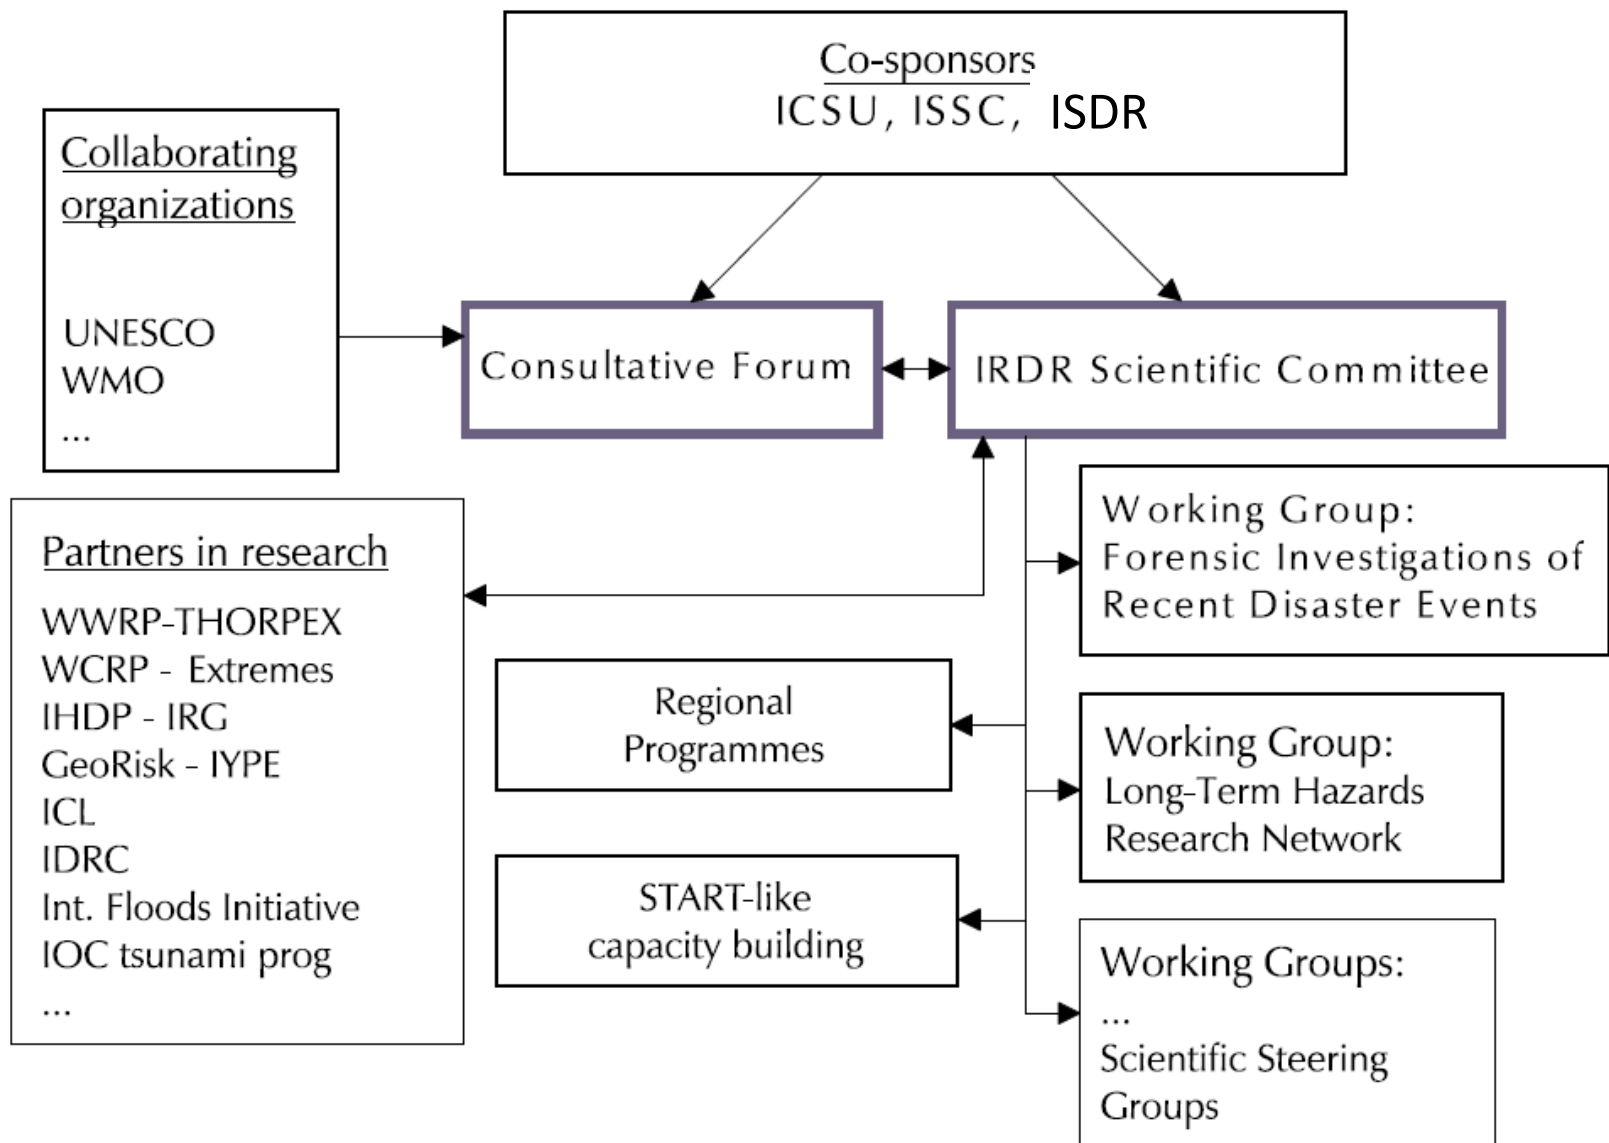 Co-sponsors
ICSU, ISSC, ISDR
Collaborating
organizations
UNESCO
WMO
...
Consultative Forum
IRDR Scientific Committee
Partners in research
WWRP-THORPEX
WCRP - Extremes
IHDP - IRG
GeoRisk - IYPE
ICL
IDRC
Int. Floods Initiative
IOC tsunami prog
...
Regional
Programmes
START-like
capacity building
Working Group:
Forensic Investigations of
Recent Disaster Events
Working Group:
Long-Term Hazards
Research Network
Working Groups:
...
Scientific Steering
Groups